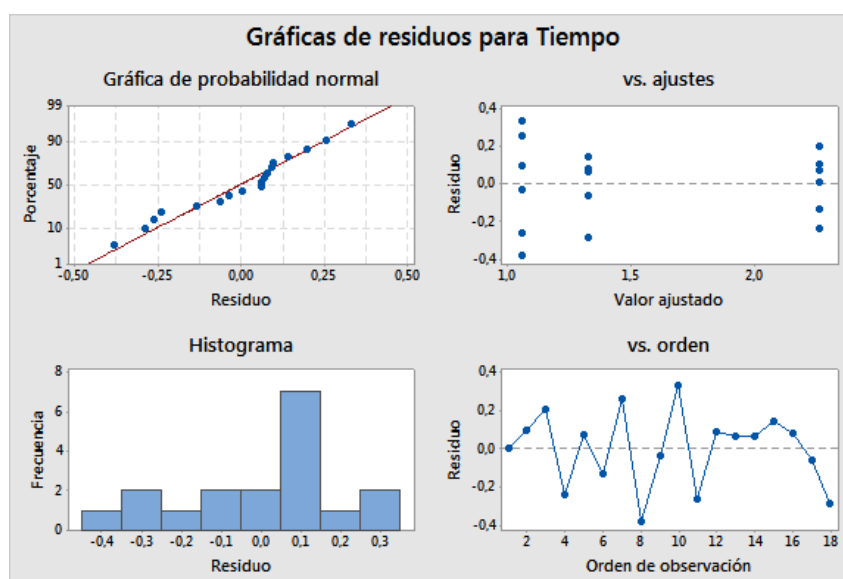 Gráficas de residuos para Tiempo
Gráfica de probabilidad normal
99
90
50
10
1
Porcentaje
-0,50 -0,25 0,00 0,25 0,50
Residuo
vs. ajustes
0,4
0,2
0,0
-0,2
-0,4
Residuo
1,0 1,5 2,0
Valor ajustado
Histograma
8
6
4
2
0
Frecuencia
-0,4 -0,3 -0,2 -0,1 0,0 0,1 0,2 0,3
Residuo
vs. orden
0,4
0,2
0,0
-0,2
-0,4
Residuo
2 4 6 8 10 12 14 16 18
Orden de observación